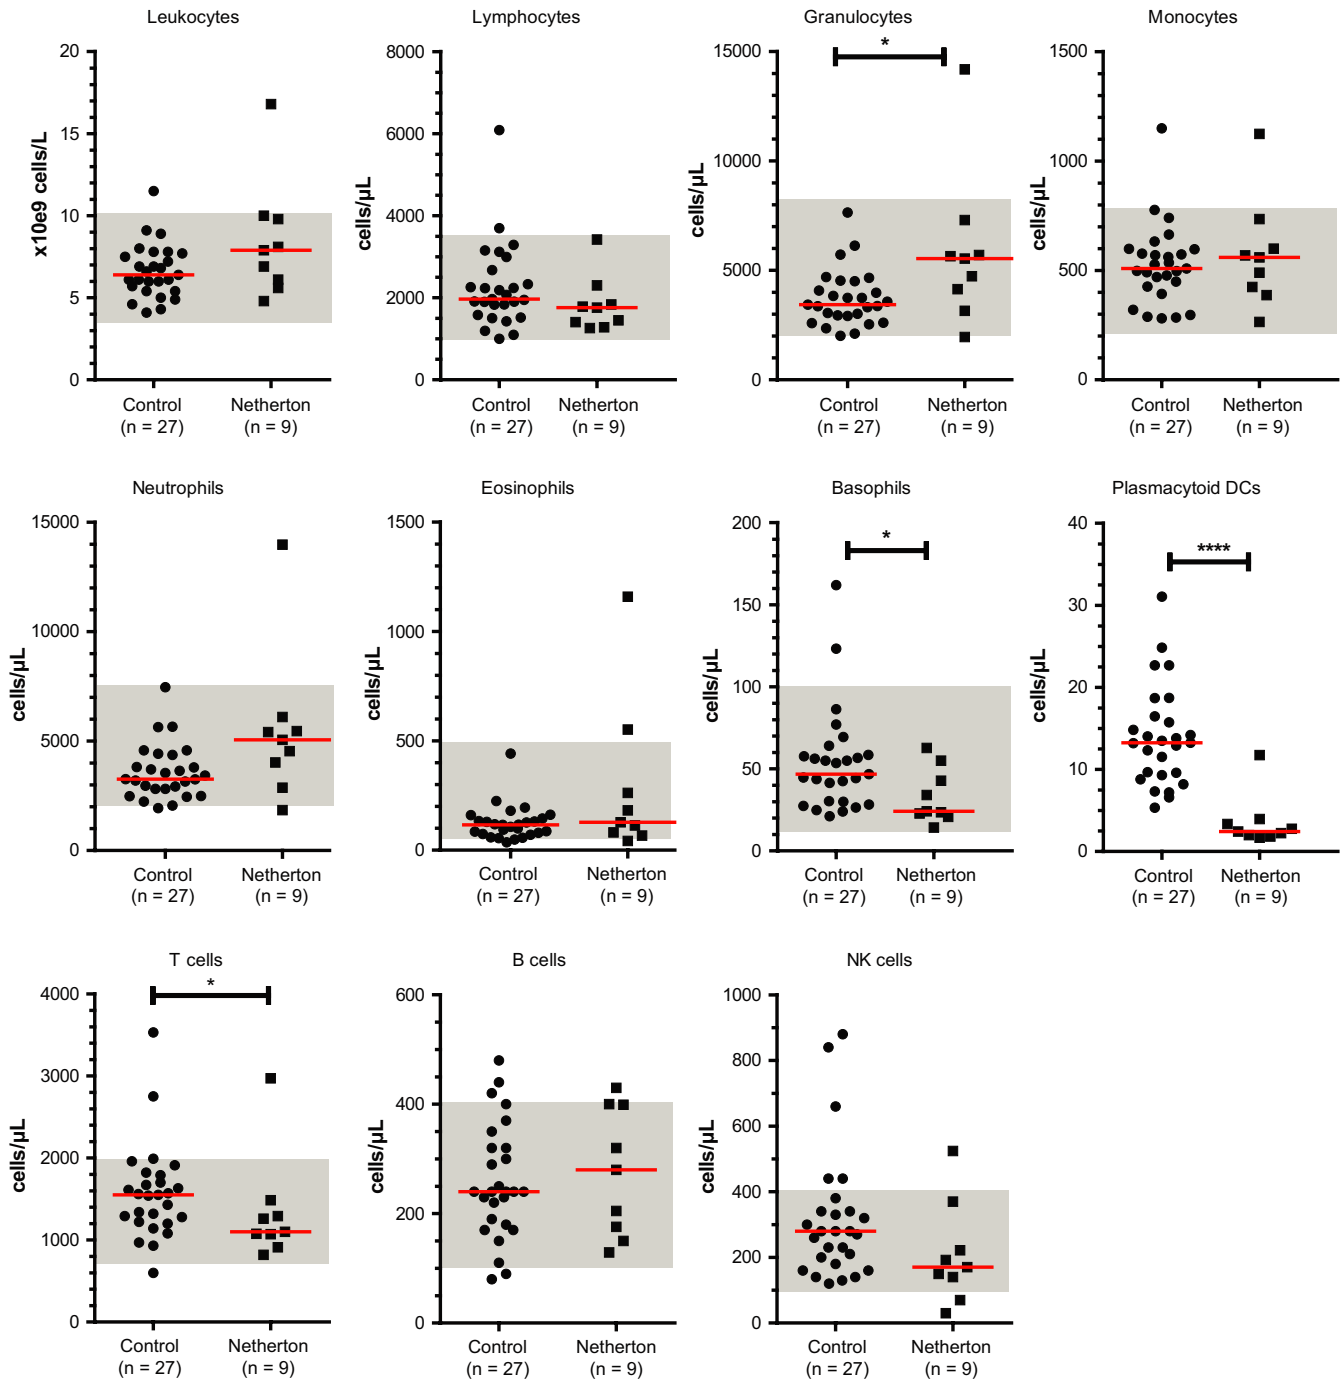 Leukocytes
20
15
10
5
0
x10e9 cells/L
Control
(n = 27)
Netherton
(n = 9)
Lymphocytes
8000
6000
4000
2000
0
cells/µL
Control
(n = 27)
Netherton
(n = 9)
Granulocytes
*
15000
10000
5000
0
cells/µL
Control
(n = 27)
Netherton
(n = 9)
Monocytes
1500
1000
500
0
cells/µL
Control
(n = 27)
Netherton
(n = 9)
Neutrophils
15000
10000
5000
0
cells/µL
Control
(n = 27)
Netherton
(n = 9)
Eosinophils
1500
1000
500
0
cells/µL
Control
(n = 27)
Netherton
(n = 9)
Basophils
*
200
150
100
50
0
cells/µL
Control
(n = 27)
Netherton
(n = 9)
Plasmacytoid DCs
****
40
30
20
10
0
cells/µL
Control
(n = 27)
Netherton
(n = 9)
T cells
*
4000
3000
2000
1000
0
cells/µL
Control
(n = 27)
Netherton
(n = 9)
B cells
600
400
200
0
cells/µL
Control
(n = 27)
Netherton
(n = 9)
NK cells
1000
800
600
400
200
0
cells/µL
Control
(n = 27)
Netherton
(n = 9)